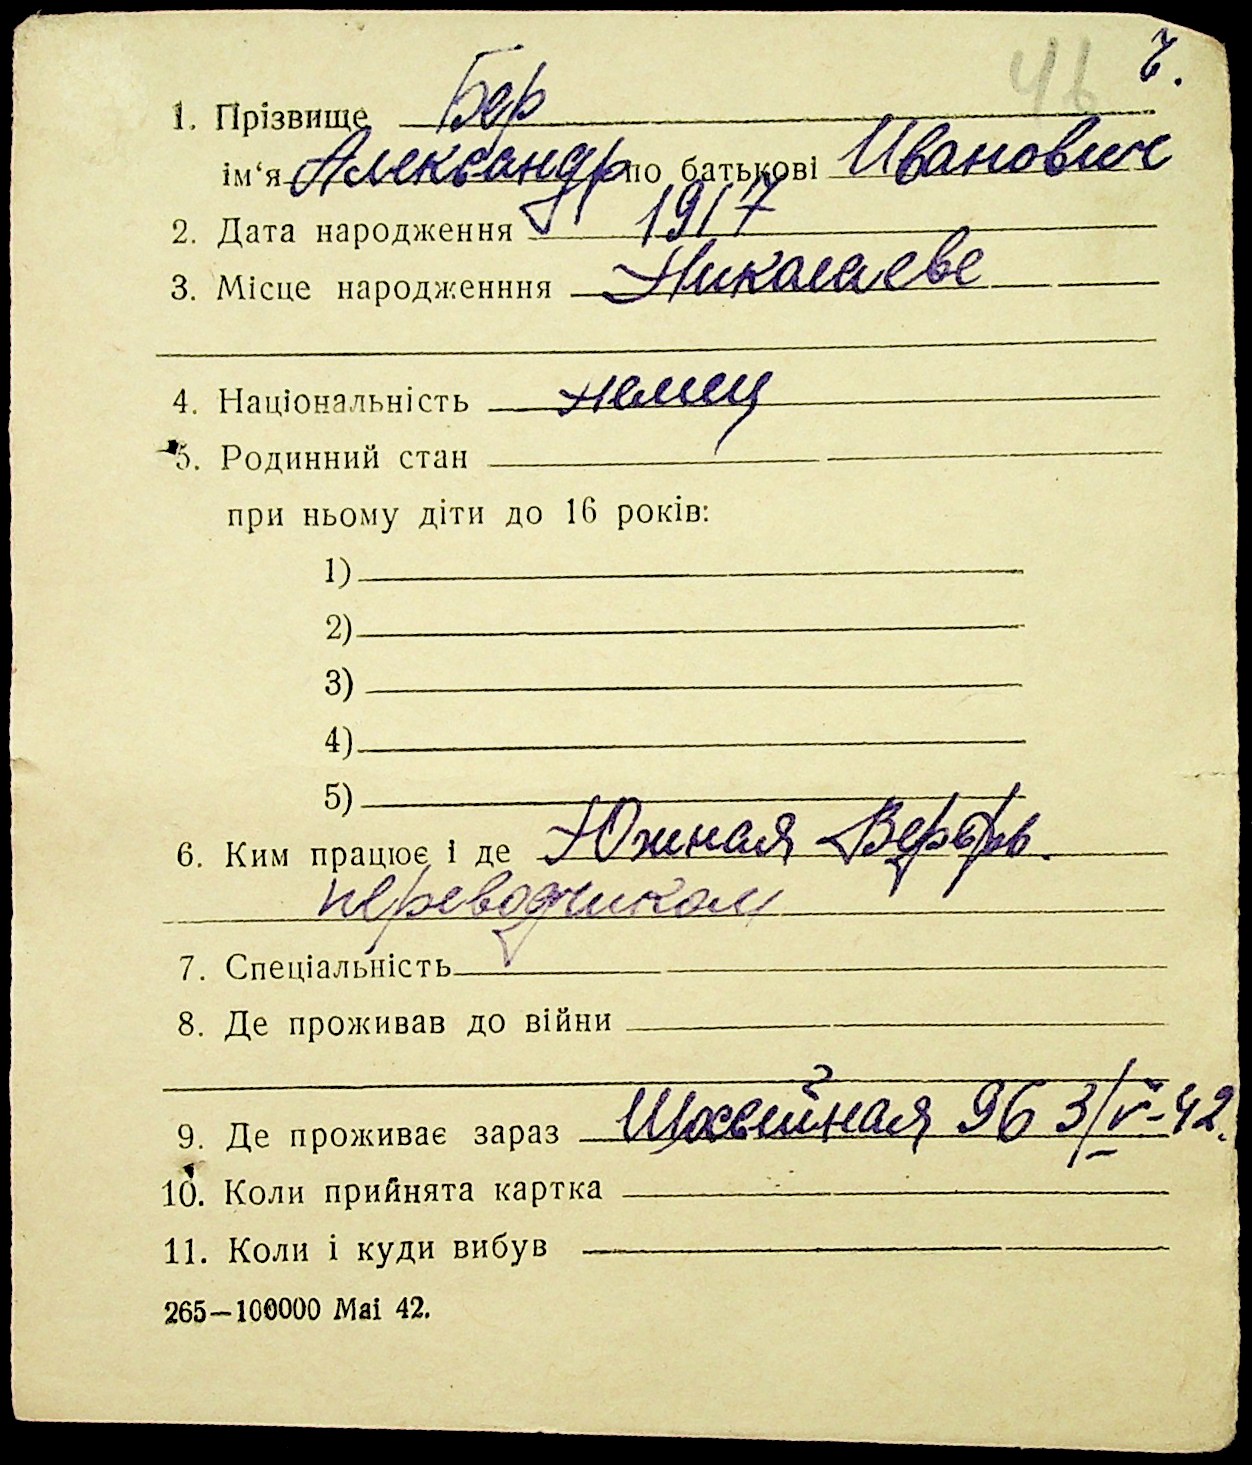 46 7.
1. Прізвище Бер
ім‘я Александр по батькові Иванович
2. Дата народження 1917
3. Місце народженння Николаеве
4. Національність немец
5. Родинний стан
при ньому діти до 16 років:
1)
2)
3)
4)
5)
6. Ким працює і де Южная Верфь.
переводчиком
7. Спеціальність
8. Де проживав до війни
9. Де проживає зараз 96 3/V-42.
10. Коли прийнята картка
11. Коли і куди вибув
265—100000 Mai 42.